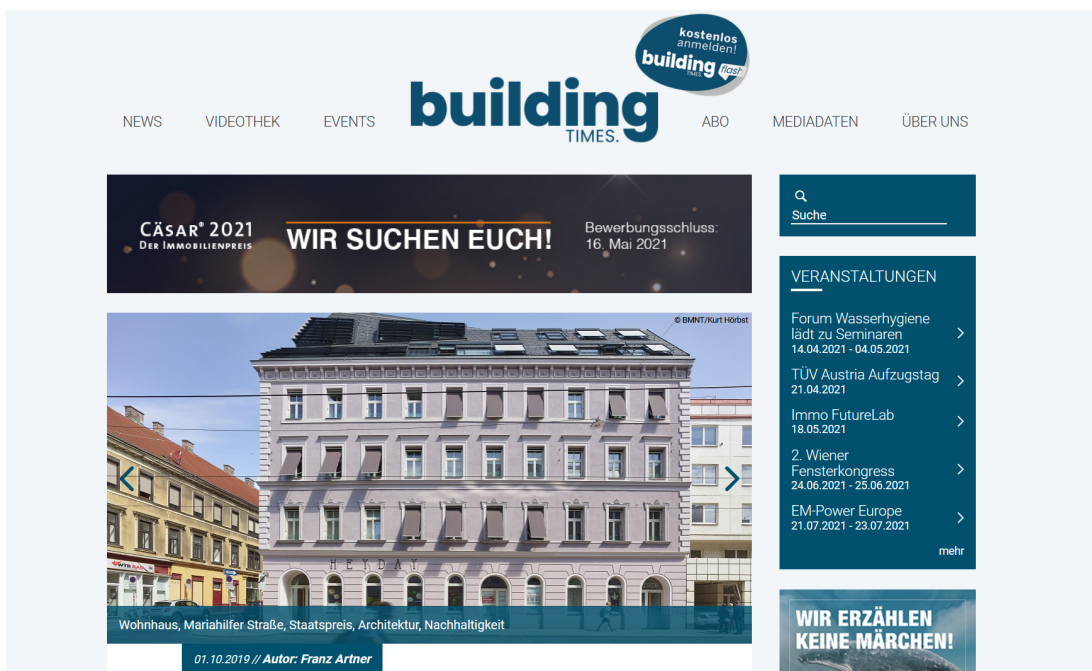 kostenlos
anmelden!
building
TIMES.
flash
NEWS
VIDEOTHEK
EVENTS
building
TIMES.
ABO
MEDIADATEN
ÜBER UNS
CÄSAR® 2021
DER IMMOBILIENPREIS
WIR SUCHEN EUCH!
Bewerbungsschluss:
16. Mai 2021
Suche
VERANSTALTUNGEN
Forum Wasserhygiene
lädt zu Seminaren
14.04.2021 - 04.05.2021
TÜV Austria Aufzugstag
21.04.2021
Immo FutureLab
18.05.2021
2. Wiener
Fensterkongress
24.06.2021 - 25.06.2021
EM-Power Europe
21.07.2021 - 23.07.2021
mehr
© BMNT/Kurt Hörbst
HEYDAY
Wohnhaus, Mariahilfer Straße, Staatspreis, Architektur, Nachhaltigkeit
01.10.2019 // Autor: Franz Artner
WIR ERZÄHLEN
KEINE MÄRCHEN!